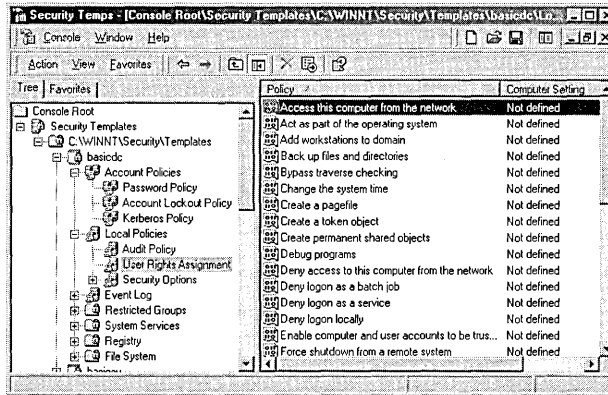 Security Temps - [Console Root\Security Templates\C:\WINNT\Security\Templates\basicdc\Lo...
Console Window Help
Action View Favorites
Tree Favorites
Console Root
Security Templates
C:\WINNT\Security\Templates
basicdc
Account Policies
Password Policy
Account Lockout Policy
Kerberos Policy
Local Policies
Audit Policy
User Rights Assignment
Security Options
Event Log
Restricted Groups
System Services
Registry
File System
Policy Computer Setting
Access this computer from the network Not defined
Act as part of the operating system Not defined
Add workstations to domain Not defined
Back up files and directories Not defined
Bypass traverse checking Not defined
Change the system time Not defined
Create a pagefile Not defined
Create a token object Not defined
Create permanent shared objects Not defined
Debug programs Not defined
Deny access to this computer from the network Not defined
Deny logon as a batch job Not defined
Deny logon as a service Not defined
Deny logon locally Not defined
Enable computer and user accounts to be trus... Not defined
Force shutdown from a remote system Not defined